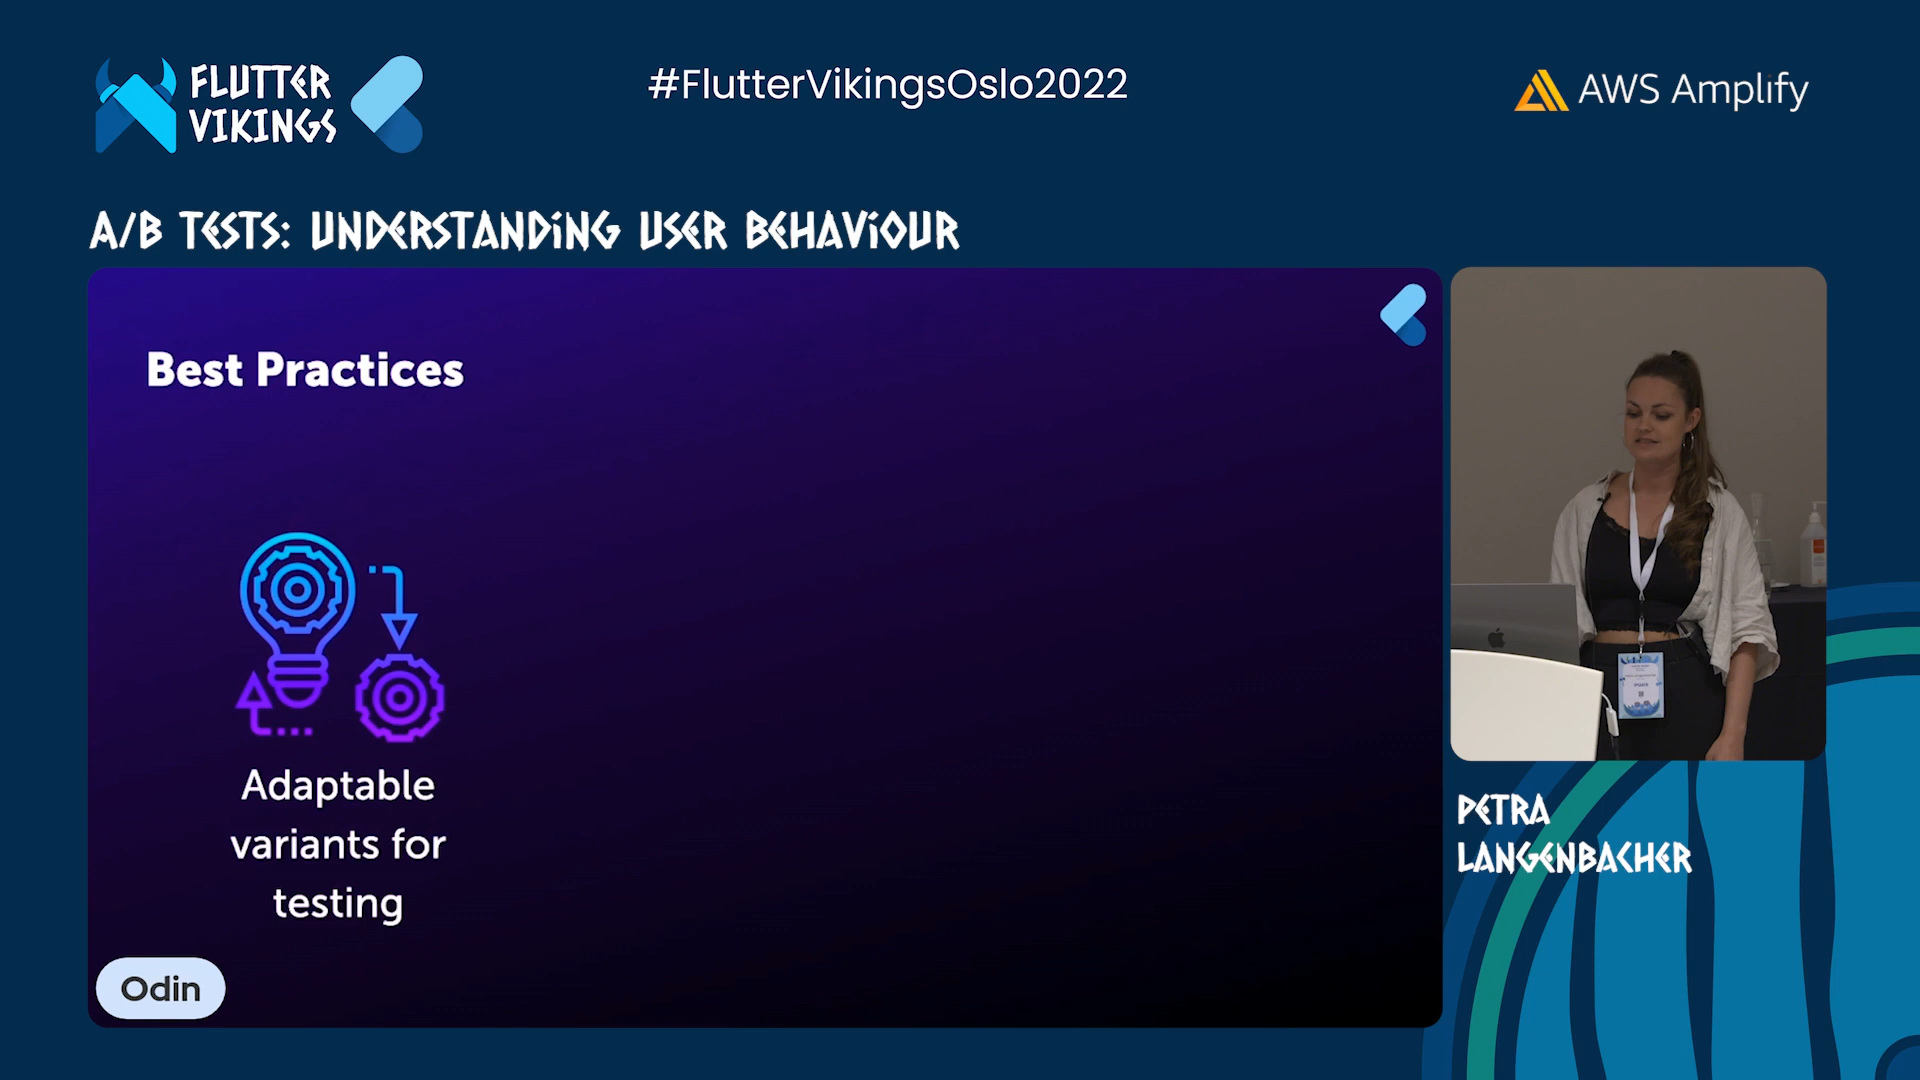 FLUTTER
VIKINGS
#FlutterVikingsOslo2022
AWS Amplify
A/B TESTS: UNDERSTANDING USER BEHAVIOUR
Best Practices
Adaptable
variants for
testing
Odin
PETRA
LANGENBACHER